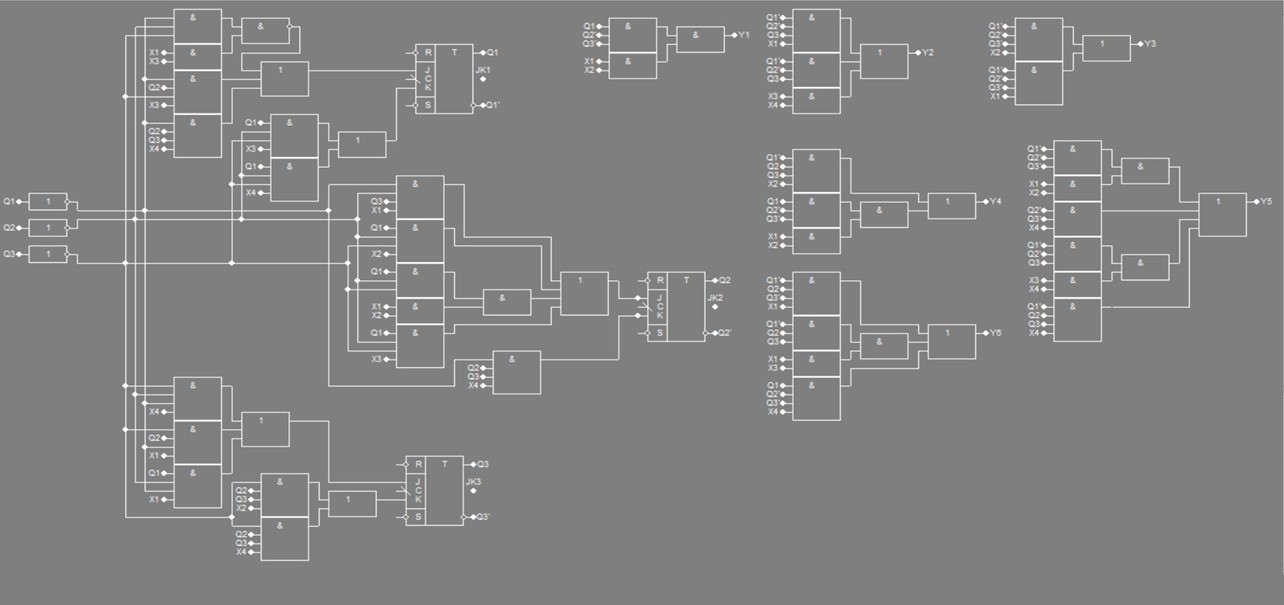 &
&
X1
X3
&
1
Q2
X3
&
Q2
Q3
X4
R T Q1
J JK1
C
K
S Q1'
Q1 &
X3
1
Q1 &
X4
Q1 1
Q2 1
Q3 1
&
Q3
X1
Q1 &
X2
Q1 &
&
X1 &
X2
Q1 &
X3
1
R T Q2
J JK2
C
K
S Q2'
&
Q2
Q3
X4
&
X4
&
Q2
X1
1
Q1 &
X1
&
Q2
Q3
X2
1
&
Q2
Q3
X4
R T Q3
J JK3
C
K
S Q3'
Q1 &
Q2'
Q3'
& Y1
X1 &
X2
Q1' &
Q2'
Q3
X1
1 Y2
Q1' &
Q2
Q3
X3 &
X4
Q1' &
Q2'
Q3'
X2
1 Y3
Q1' &
Q2'
Q3
X1
Q1' &
Q2
Q3
X2
1 Y4
Q1 &
Q2'
Q3'
&
X1 &
X2
Q1' &
Q2'
Q3'
&
X1 &
X2
Q2' &
Q3'
X4
1 Y5
Q1' &
Q2'
Q3
&
X3 &
X4
Q1' &
Q2
Q3
X4
Q1' &
Q2
Q3'
X1
1 Y6
Q1' &
Q2
Q3
&
X1 &
X3
Q1 &
Q2'
Q3'
X4